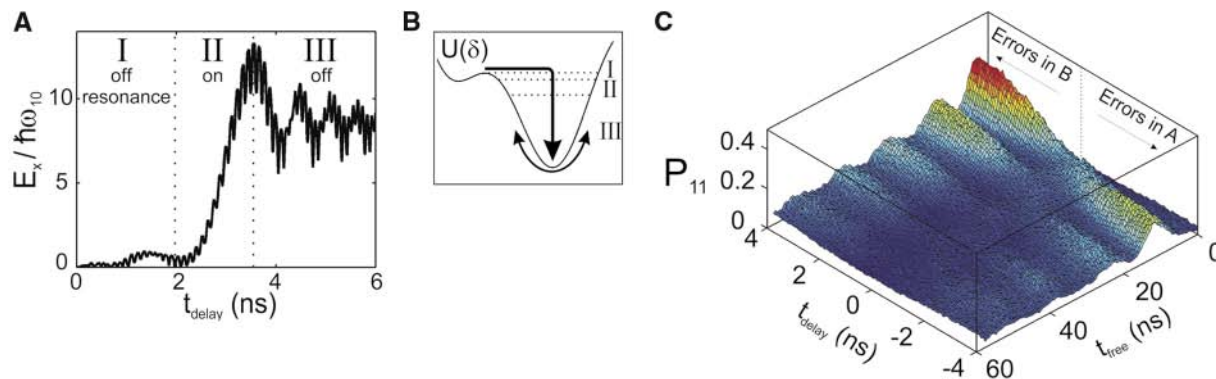 A
I
off
resonance
II
on
III
off
E_x / ħω_10
10
5
0
0
2
4
6
t_delay (ns)
B
U(δ)
I
II
III
C
Errors in B
Errors in A
P_11
0.4
0.2
0
4
2
0
-2
-4
t_delay (ns)
60
40
20
0
t_free (ns)